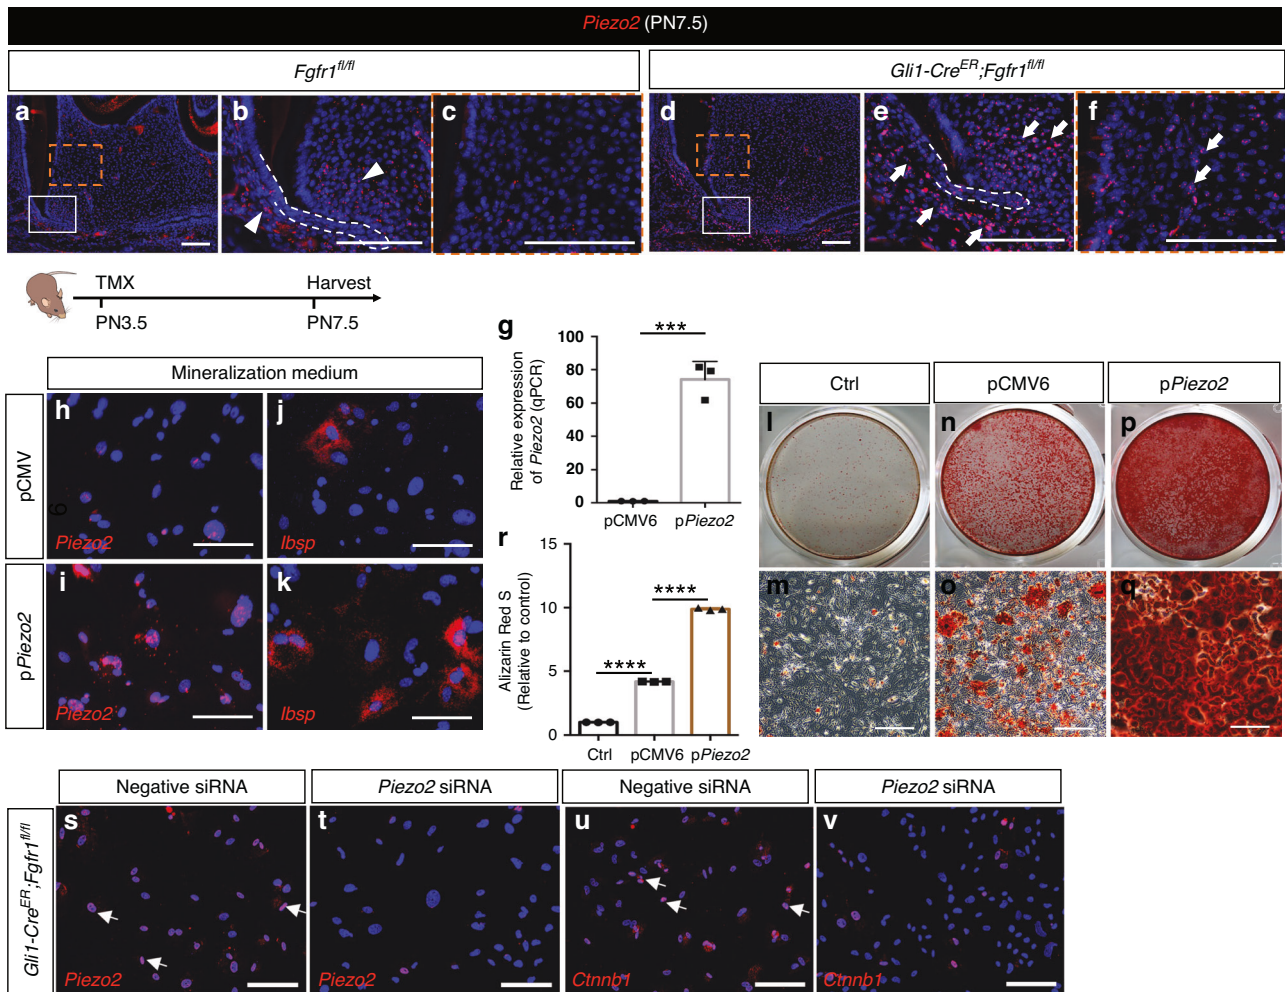 Piezo2 (PN7.5)
Fgfr1fl/fl
Gli1-CreER;Fgfr1fl/fl
a
b
c
d
e
f
TMX
Harvest
PN3.5
PN7.5
Mineralization medium
pCMV
6
h
Piezo2
j
Ibsp
pPiezo2
i
Piezo2
k
Ibsp
g
Relative expression
of Piezo2 (qPCR)
100
80
60
40
20
0
***
pCMV6
pPiezo2
r
Alizarin Red S
(Relative to control)
15
10
5
0
****
****
Ctrl
pCMV6
pPiezo2
Ctrl
pCMV6
pPiezo2
l
n
p
m
o
q
Negative siRNA
Piezo2 siRNA
Negative siRNA
Piezo2 siRNA
Gli1-CreER;Fgfr1fl/fl
s
Piezo2
t
Piezo2
u
Ctnnb1
v
Ctnnb1